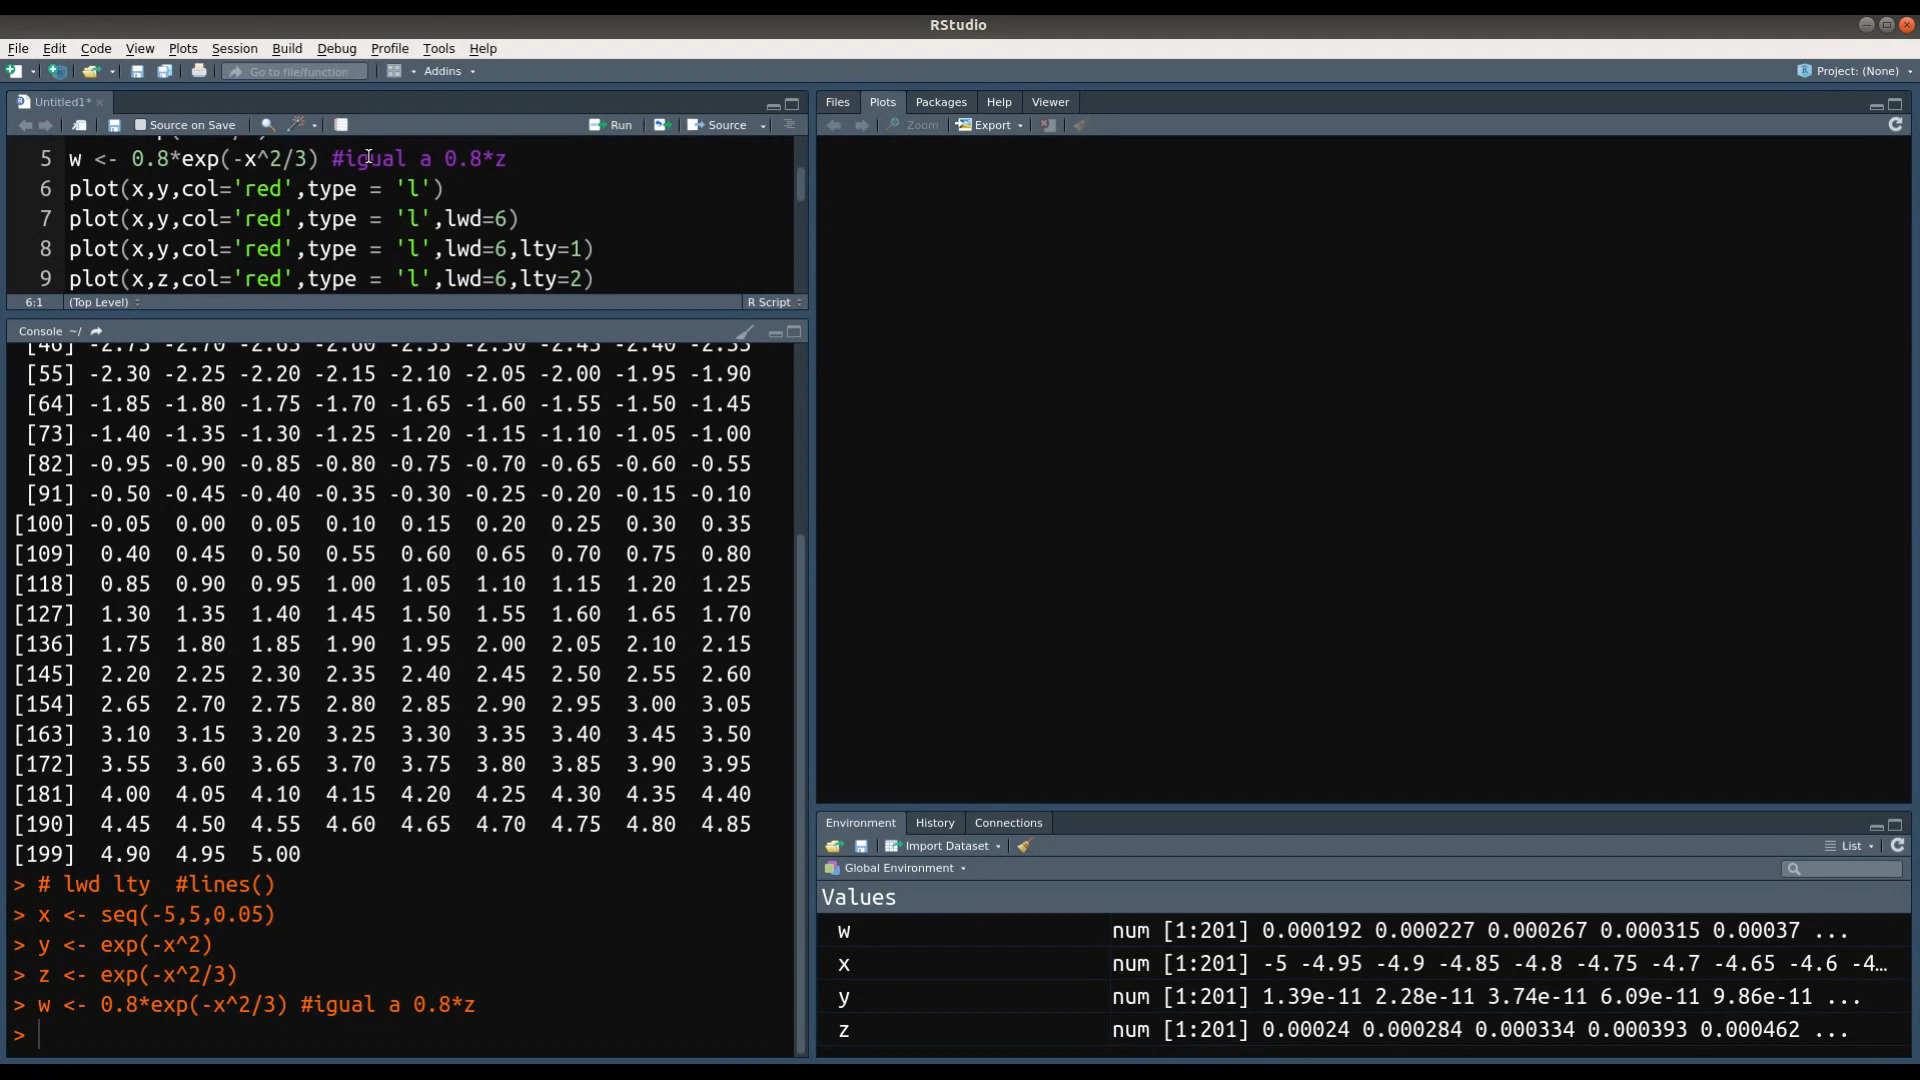 RStudio
File Edit Code View Plots Session Build Debug Profile Tools Help
Go to file/function Addins Project: (None)
Untitled1*
Source on Save Run Source
5 w <- 0.8*exp(-x^2/3) #igual a 0.8*z
6 plot(x,y,col='red',type = 'l')
7 plot(x,y,col='red',type = 'l',lwd=6)
8 plot(x,y,col='red',type = 'l',lwd=6,lty=1)
9 plot(x,z,col='red',type = 'l',lwd=6,lty=2)
6:1 (Top Level) R Script
Console ~/
[46] -2.75 -2.70 -2.65 -2.60 -2.55 -2.50 -2.45 -2.40 -2.35
[55] -2.30 -2.25 -2.20 -2.15 -2.10 -2.05 -2.00 -1.95 -1.90
[64] -1.85 -1.80 -1.75 -1.70 -1.65 -1.60 -1.55 -1.50 -1.45
[73] -1.40 -1.35 -1.30 -1.25 -1.20 -1.15 -1.10 -1.05 -1.00
[82] -0.95 -0.90 -0.85 -0.80 -0.75 -0.70 -0.65 -0.60 -0.55
[91] -0.50 -0.45 -0.40 -0.35 -0.30 -0.25 -0.20 -0.15 -0.10
[100] -0.05 0.00 0.05 0.10 0.15 0.20 0.25 0.30 0.35
[109] 0.40 0.45 0.50 0.55 0.60 0.65 0.70 0.75 0.80
[118] 0.85 0.90 0.95 1.00 1.05 1.10 1.15 1.20 1.25
[127] 1.30 1.35 1.40 1.45 1.50 1.55 1.60 1.65 1.70
[136] 1.75 1.80 1.85 1.90 1.95 2.00 2.05 2.10 2.15
[145] 2.20 2.25 2.30 2.35 2.40 2.45 2.50 2.55 2.60
[154] 2.65 2.70 2.75 2.80 2.85 2.90 2.95 3.00 3.05
[163] 3.10 3.15 3.20 3.25 3.30 3.35 3.40 3.45 3.50
[172] 3.55 3.60 3.65 3.70 3.75 3.80 3.85 3.90 3.95
[181] 4.00 4.05 4.10 4.15 4.20 4.25 4.30 4.35 4.40
[190] 4.45 4.50 4.55 4.60 4.65 4.70 4.75 4.80 4.85
[199] 4.90 4.95 5.00
> # lwd lty #lines()
> x <- seq(-5,5,0.05)
> y <- exp(-x^2)
> z <- exp(-x^2/3)
> w <- 0.8*exp(-x^2/3) #igual a 0.8*z
>
Files Plots Packages Help Viewer
Zoom Export
Environment History Connections
Import Dataset List
Global Environment
Values
w num [1:201] 0.000192 0.000227 0.000267 0.000315 0.00037 ...
x num [1:201] -5 -4.95 -4.9 -4.85 -4.8 -4.75 -4.7 -4.65 -4.6 -4...
y num [1:201] 1.39e-11 2.28e-11 3.74e-11 6.09e-11 9.86e-11 ...
z num [1:201] 0.00024 0.000284 0.000334 0.000393 0.000462 ...